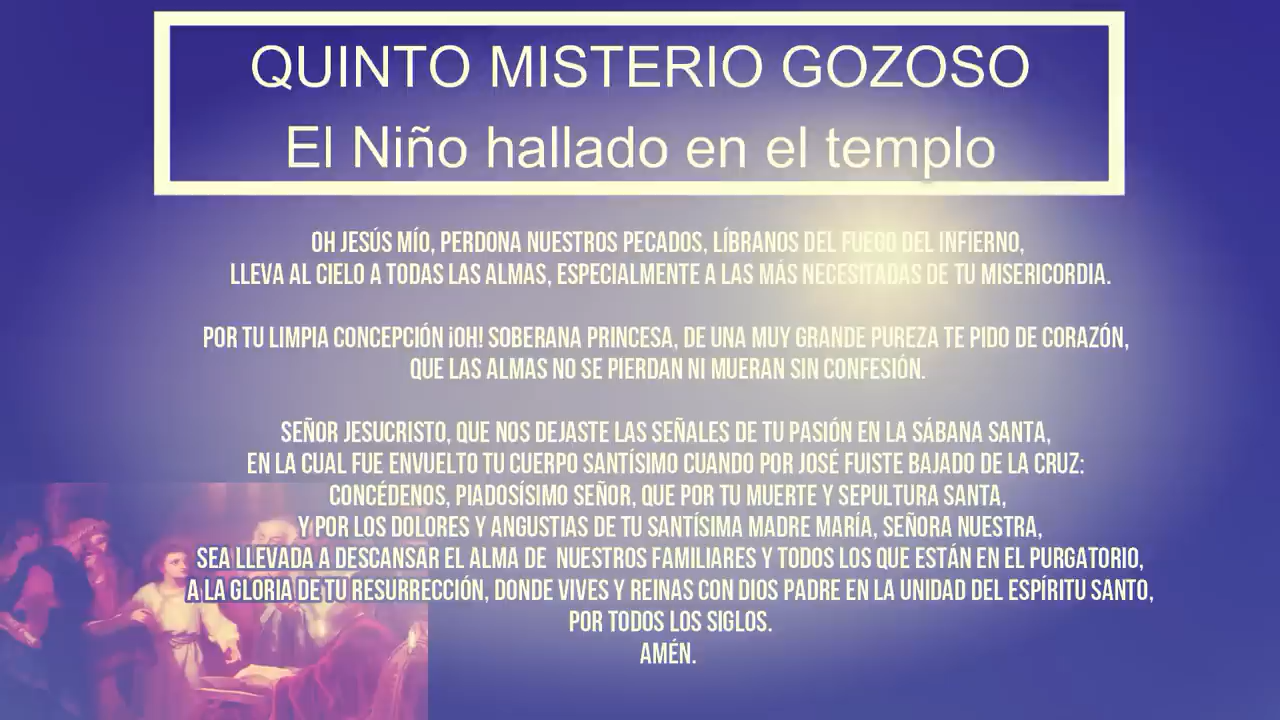 QUINTO MISTERIO GOZOSO
El Niño hallado en el templo
OH JESÚS MÍO, PERDONA NUESTROS PECADOS, LÍBRANOS DEL FUEGO DEL INFIERNO,
LLEVA AL CIELO A TODAS LAS ALMAS, ESPECIALMENTE A LAS MÁS NECESITADAS DE TU MISERICORDIA.
POR TU LIMPIA CONCEPCIÓN ¡OH! SOBERANA PRINCESA, DE UNA MUY GRANDE PUREZA TE PIDO DE CORAZÓN,
QUE LAS ALMAS NO SE PIERDAN NI MUERAN SIN CONFESIÓN.
SEÑOR JESUCRISTO, QUE NOS DEJASTE LAS SEÑALES DE TU PASIÓN EN LA SÁBANA SANTA,
EN LA CUAL FUE ENVUELTO TU CUERPO SANTÍSIMO CUANDO POR JOSÉ FUISTE BAJADO DE LA CRUZ:
CONCÉDENOS, PIADOSÍSIMO SEÑOR, QUE POR TU MUERTE Y SEPULTURA SANTA,
Y POR LOS DOLORES Y ANGUSTIAS DE TU SANTÍSIMA MADRE MARÍA, SEÑORA NUESTRA,
SEA LLEVADA A DESCANSAR EL ALMA DE NUESTROS FAMILIARES Y TODOS LOS QUE ESTÁN EN EL PURGATORIO,
A LA GLORIA DE TU RESURRECCIÓN, DONDE VIVES Y REINAS CON DIOS PADRE EN LA UNIDAD DEL ESPÍRITU SANTO,
POR TODOS LOS SIGLOS.
AMÉN.